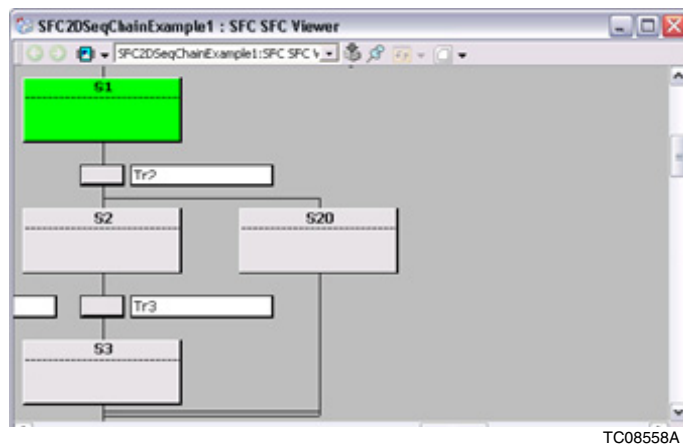 SFC2DSeqChainExample1 : SFC SFC Viewer
SFC2DSeqChainExample1:SFC SFC V
S1
Tr2
S2
S20
Tr3
S3
TC08558A